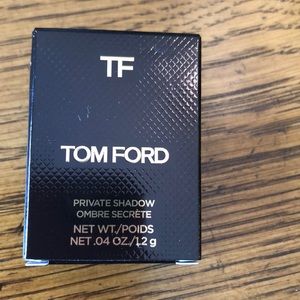 TF
TOM FORD
PRIVATE SHADOW
OMBRE SECRÈTE
NET WT./POIDS
NET .04 OZ./1.2 g